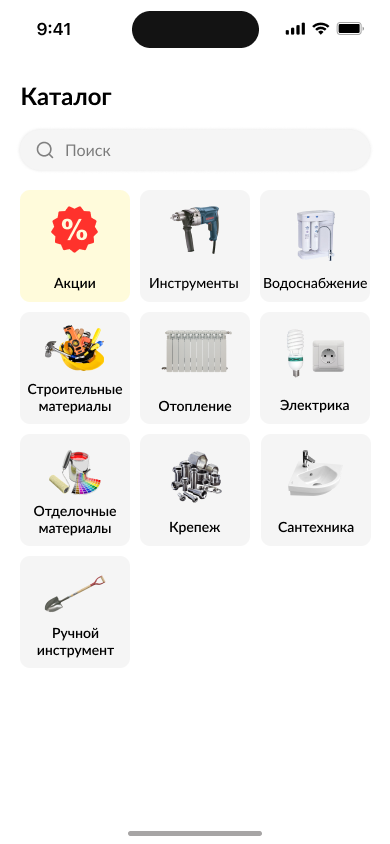 9:41
Каталог
Поиск
%
Акции
Инструменты
Водоснабжение
Строительные
материалы
Отопление
Электрика
Отделочные
материалы
Крепеж
Сантехника
Ручной
инструмент